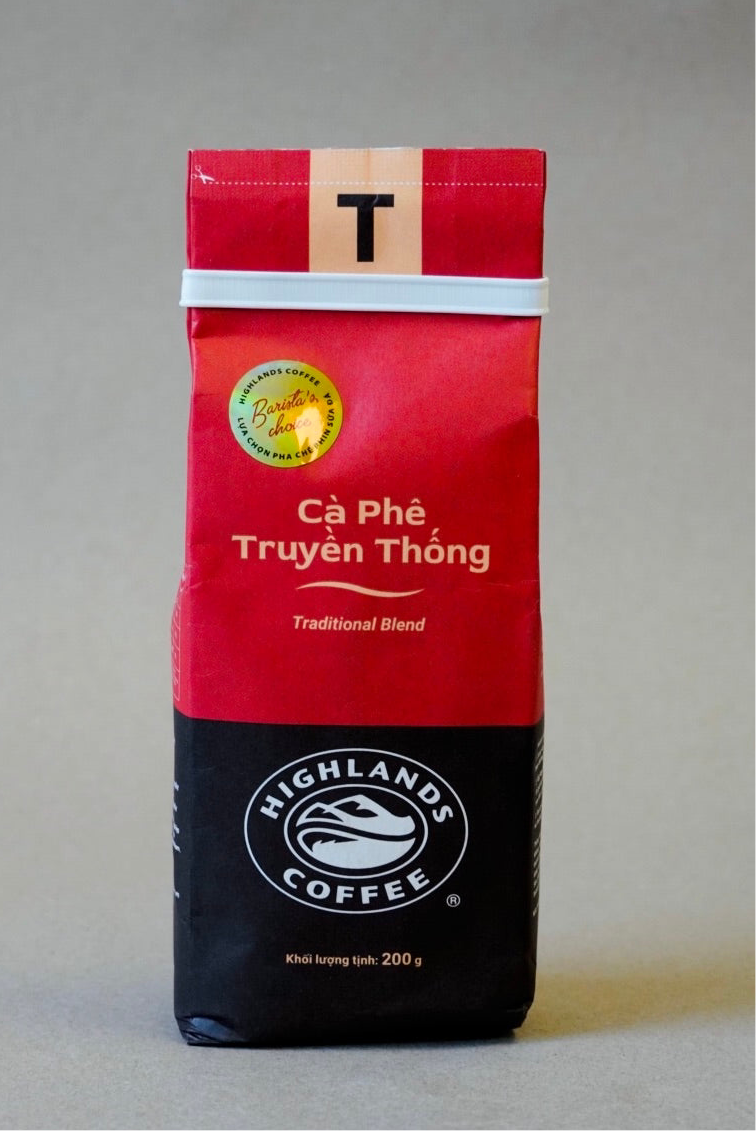 T
HIGHLANDS COFFEE
Barista's
choice
LỰA CHỌN PHA CHẾ PHIN SỮA ĐÁ
Cà Phê
Truyền Thống
Traditional Blend
HIGHLANDS
COFFEE
®
Khối lượng tịnh: 200 g